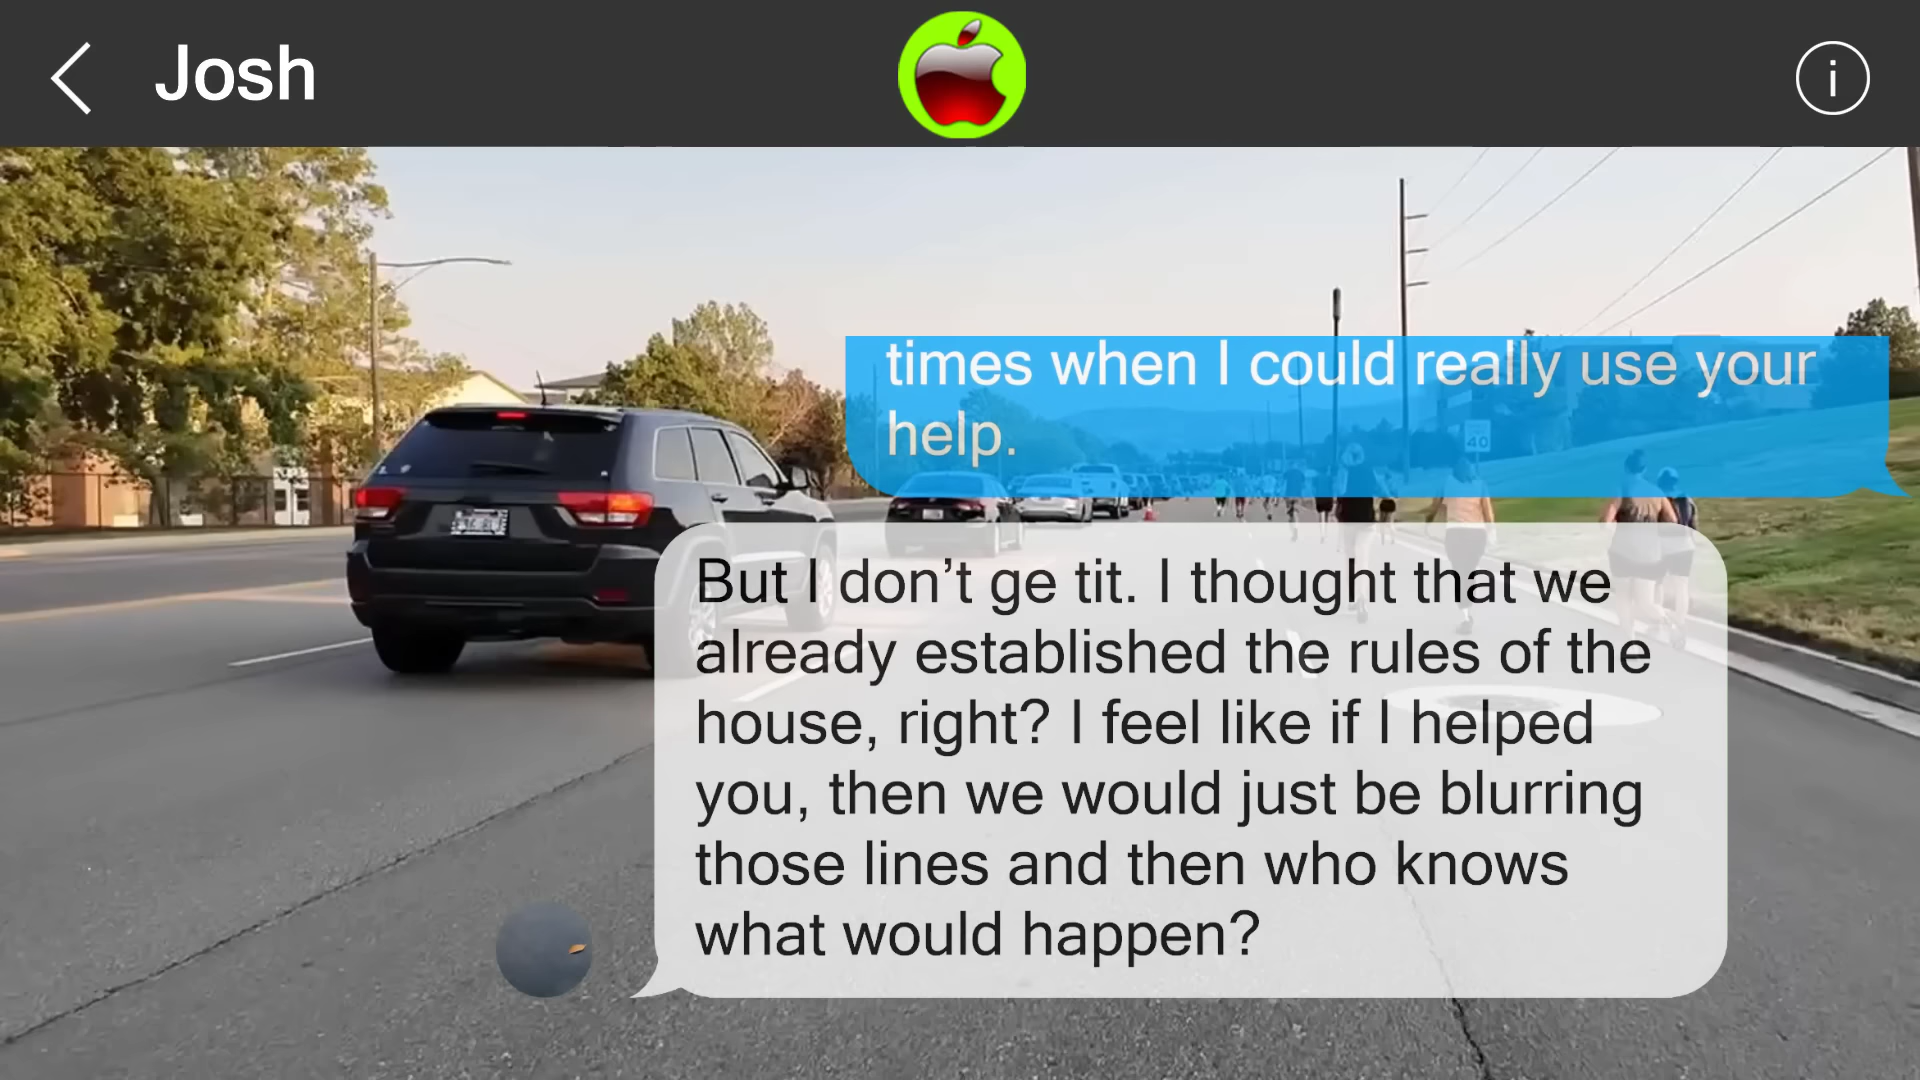 Josh
i
times when I could really use your
help.
40
But I don’t ge tit. I thought that we
already established the rules of the
house, right? I feel like if I helped
you, then we would just be blurring
those lines and then who knows
what would happen?